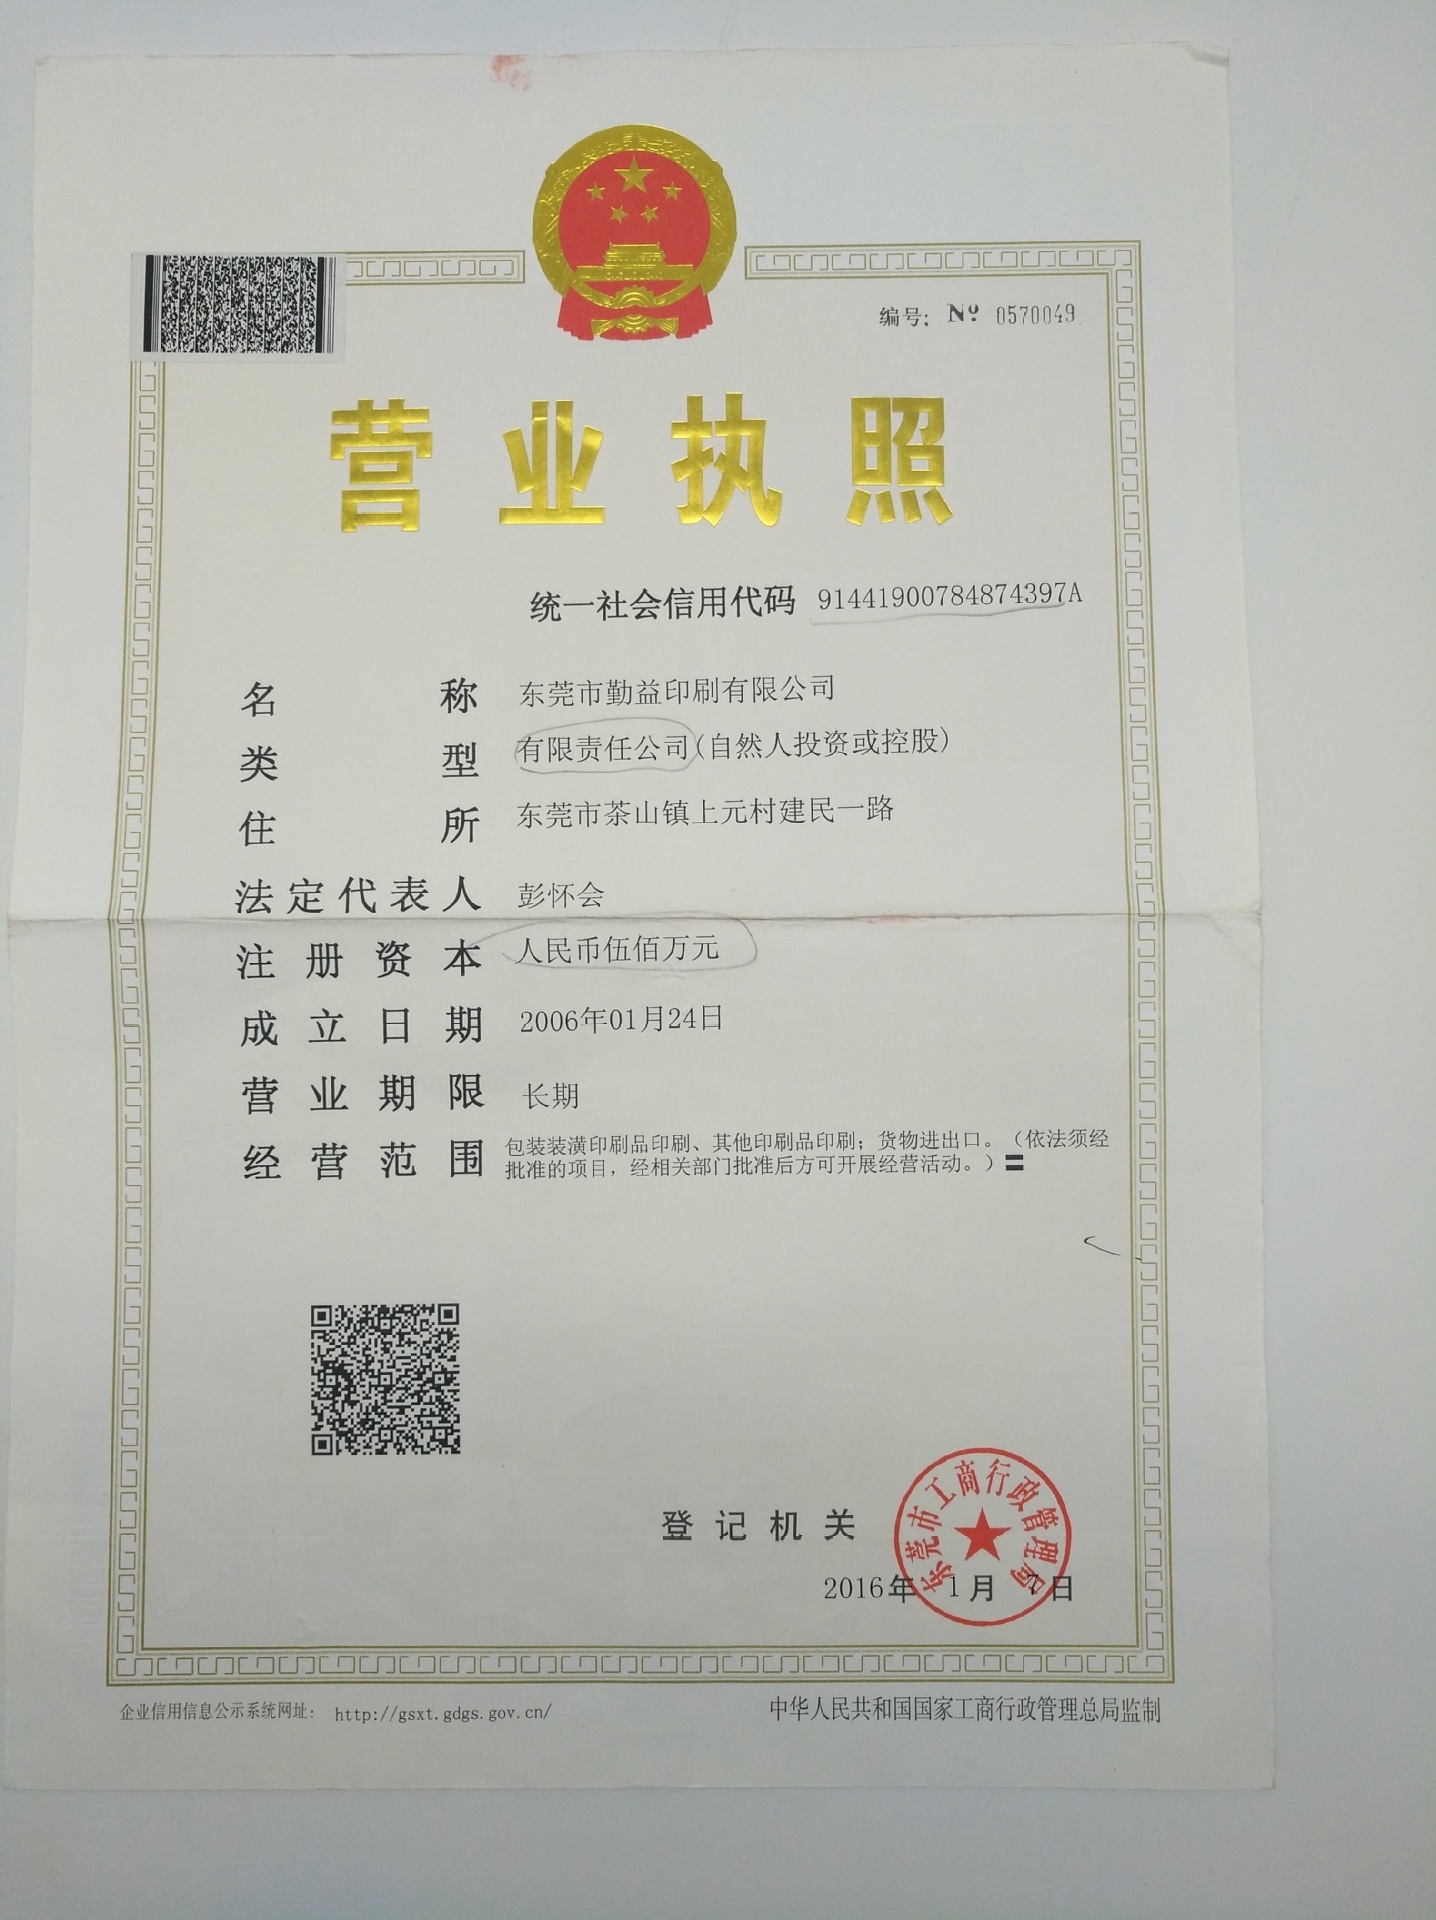 编号: Nº 0570049
营业执照
统一社会信用代码 91441900784874397A
名称 东莞市勤益印刷有限公司
类型 有限责任公司(自然人投资或控股)
住所 东莞市茶山镇上元村建民一路
法定代表人 彭怀会
注册资本 人民币伍佰万元
成立日期 2006年01月24日
营业期限 长期
经营范围 包装装潢印刷品印刷、其他印刷品印刷；货物进出口。（依法须经
批准的项目，经相关部门批准后方可开展经营活动。）〓
登记机关
东莞市工商行政管理局
2016年 1月 7日
企业信用信息公示系统网址： http://gsxt.gdgs.gov.cn/
中华人民共和国国家工商行政管理总局监制